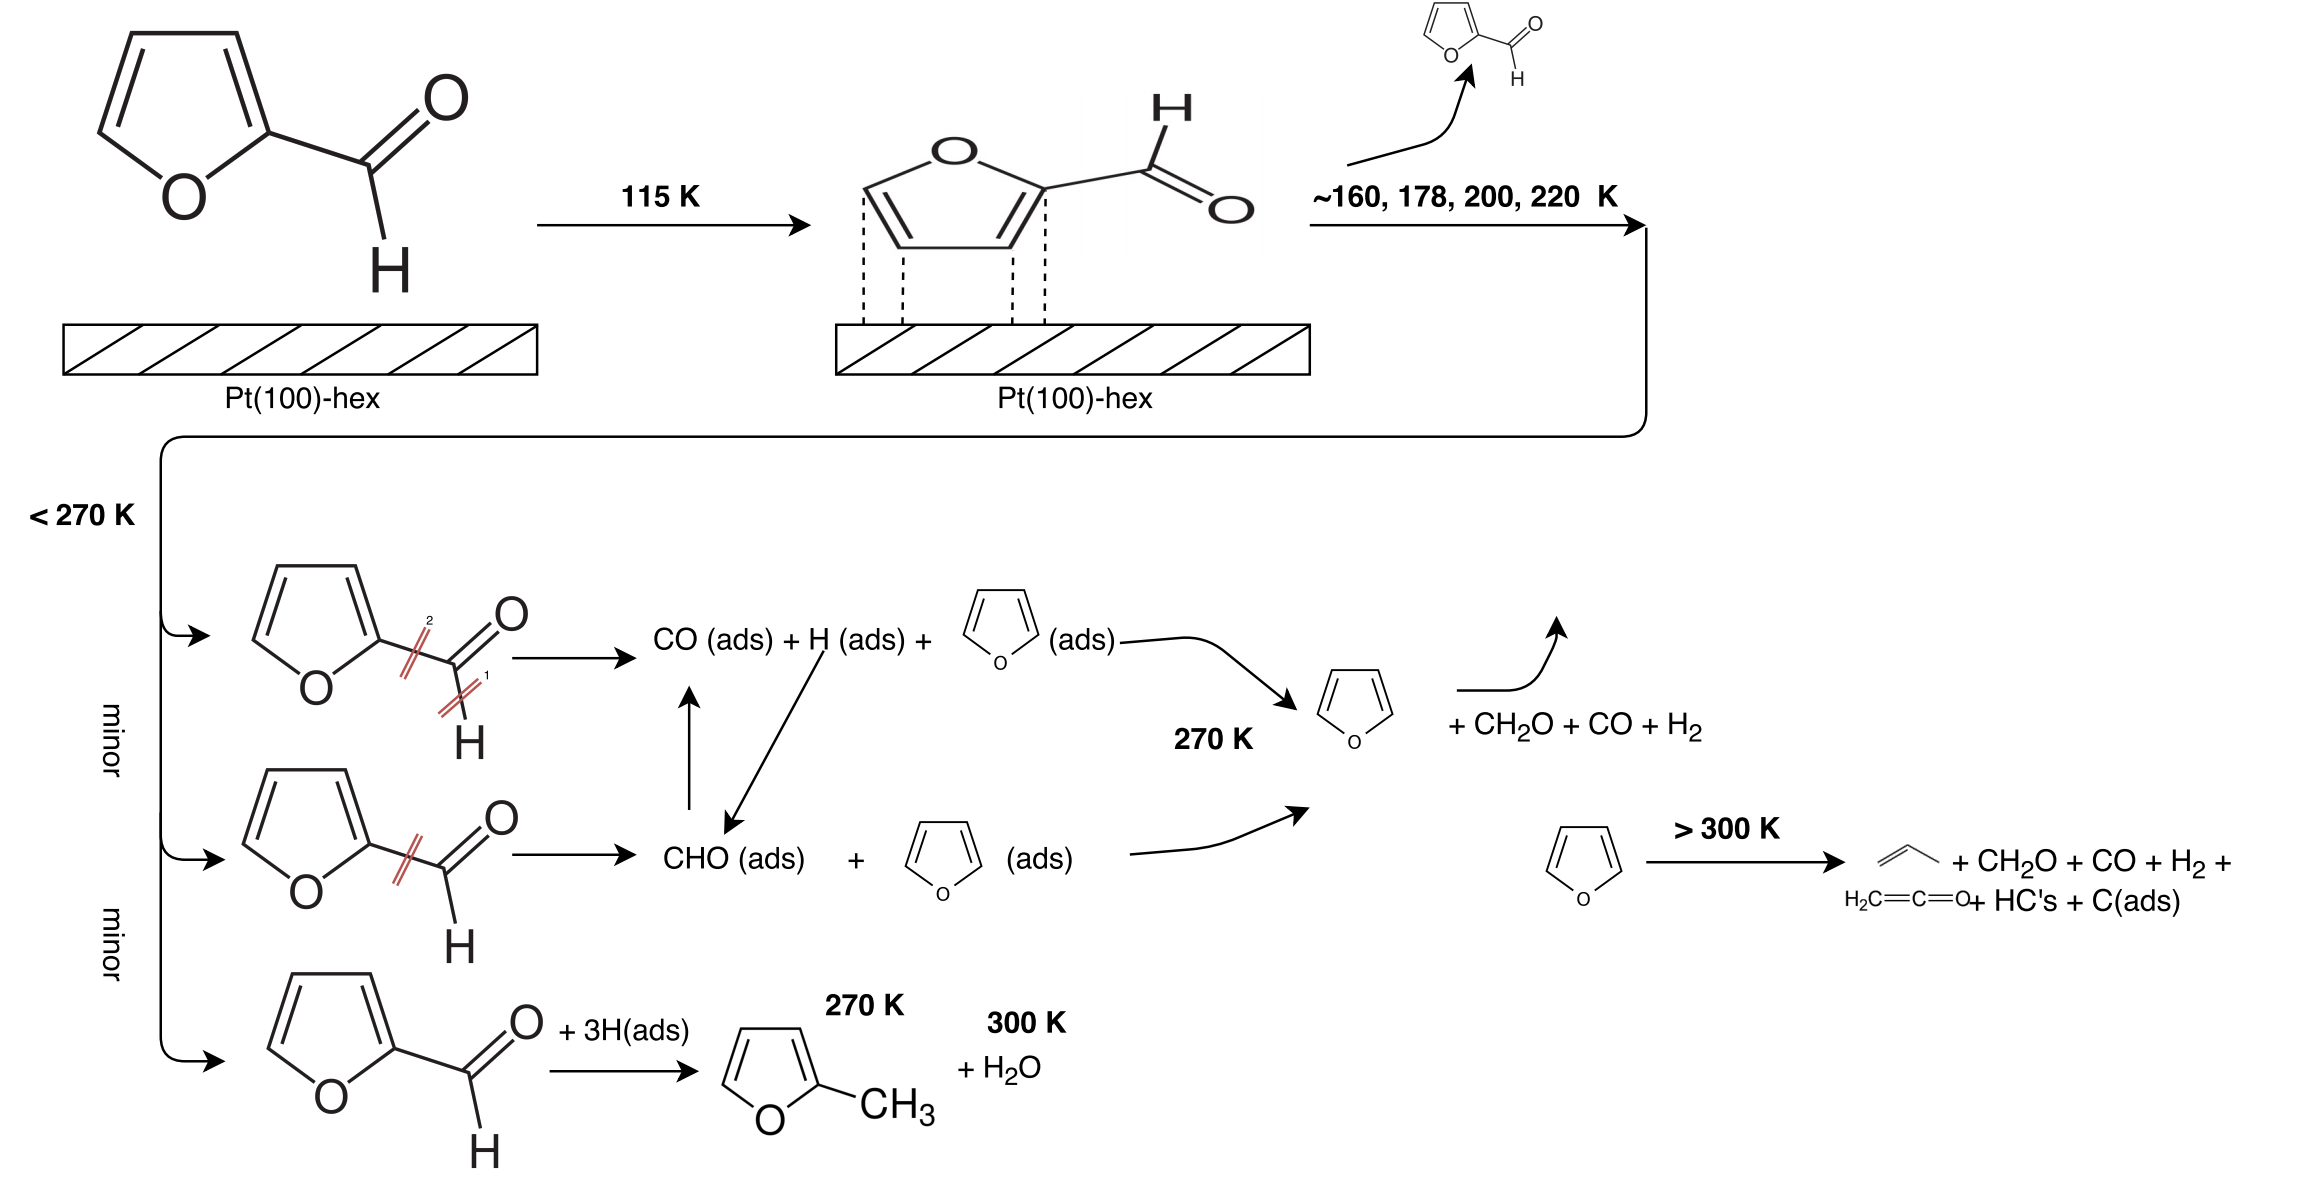 O
H
O
O
O
H
O
H
O
O
H
115 K
~160, 178, 200, 220 K
Pt(100)-hex
Pt(100)-hex
< 270 K
2
1
O
O
H
CO (ads) + H (ads) +
O
(ads)
270 K
O
+ CH₂O + CO + H₂
minor
O
O
H
CHO (ads) +
O
(ads)
O
> 300 K
+ CH₂O + CO + H₂ +
H₂C=C=O+ HC's + C(ads)
minor
O
O
H
+ 3H(ads)
270 K
O
CH₃
300 K
+ H₂O